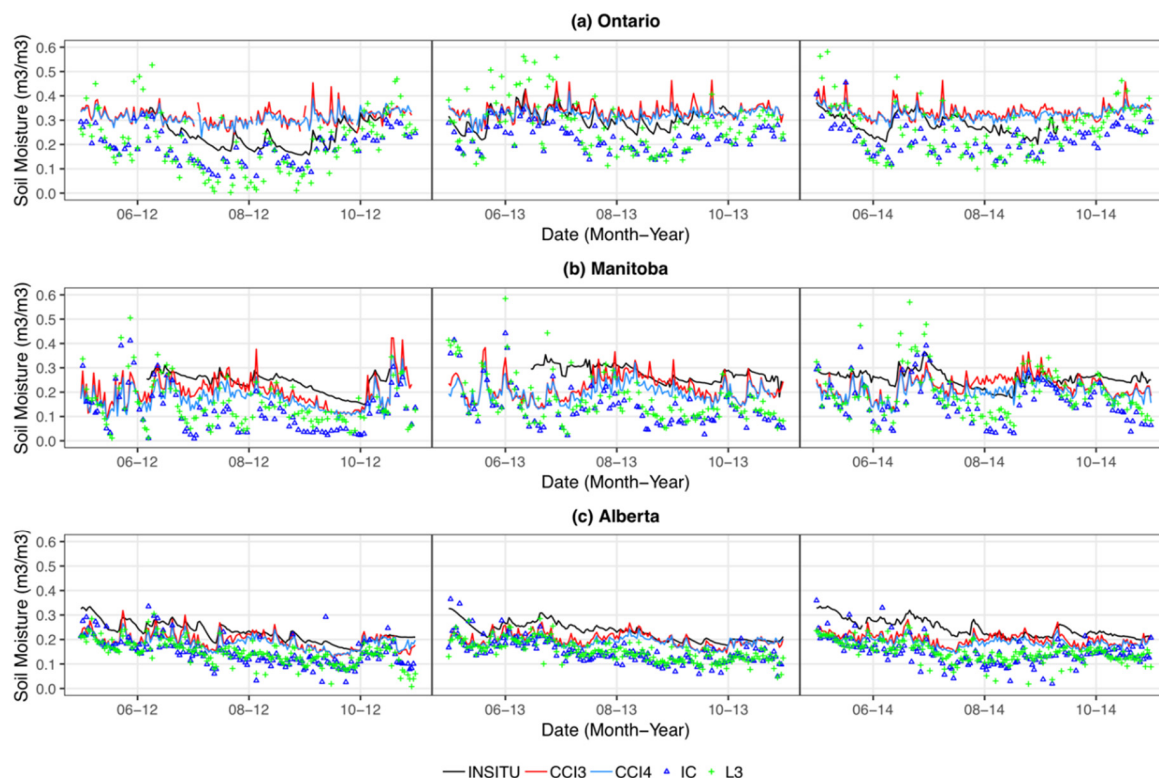 (a) Ontario
Soil Moisture (m3/m3)
0.6
0.5
0.4
0.3
0.2
0.1
0.0
06−12 08−12 10−12 06−13 08−13 10−13 06−14 08−14 10−14
Date (Month−Year)
(b) Manitoba
Soil Moisture (m3/m3)
0.6
0.5
0.4
0.3
0.2
0.1
0.0
06−12 08−12 10−12 06−13 08−13 10−13 06−14 08−14 10−14
Date (Month−Year)
(c) Alberta
Soil Moisture (m3/m3)
0.6
0.5
0.4
0.3
0.2
0.1
0.0
06−12 08−12 10−12 06−13 08−13 10−13 06−14 08−14 10−14
Date (Month−Year)
INSITU CCI3 CCI4 IC L3